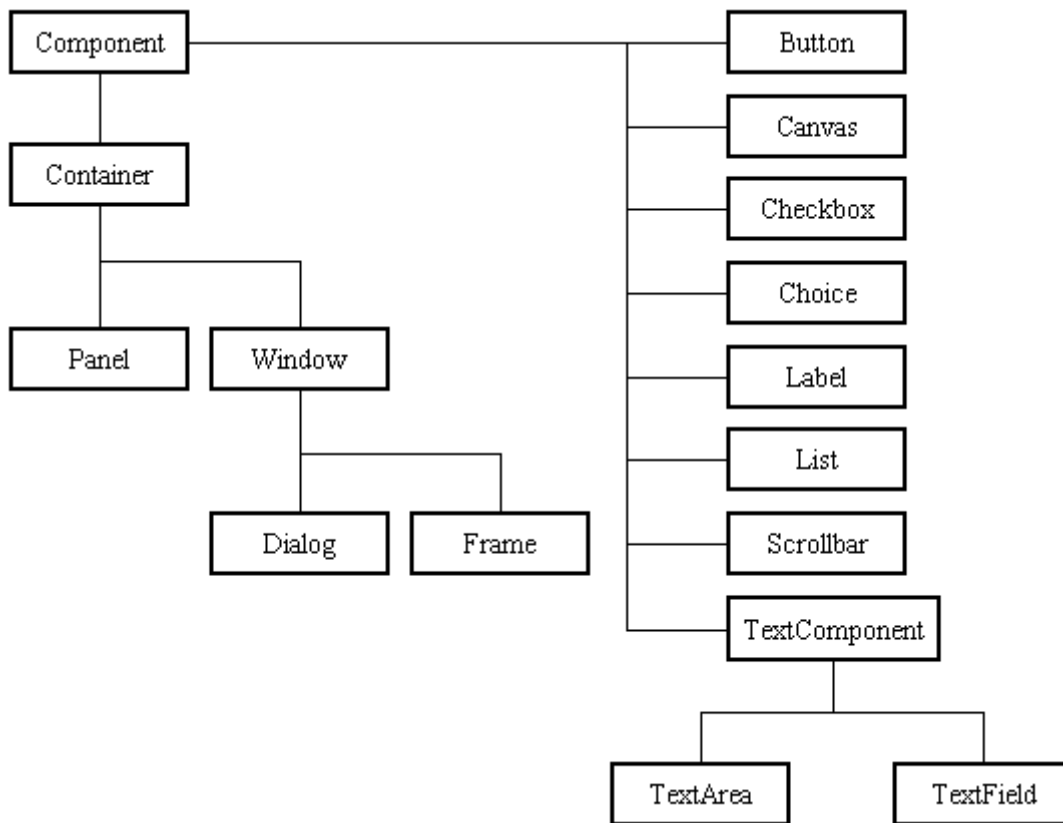 Component
Button
Canvas
Container
Checkbox
Choice
Panel
Window
Label
List
Dialog
Frame
Scrollbar
TextComponent
TextArea
TextField